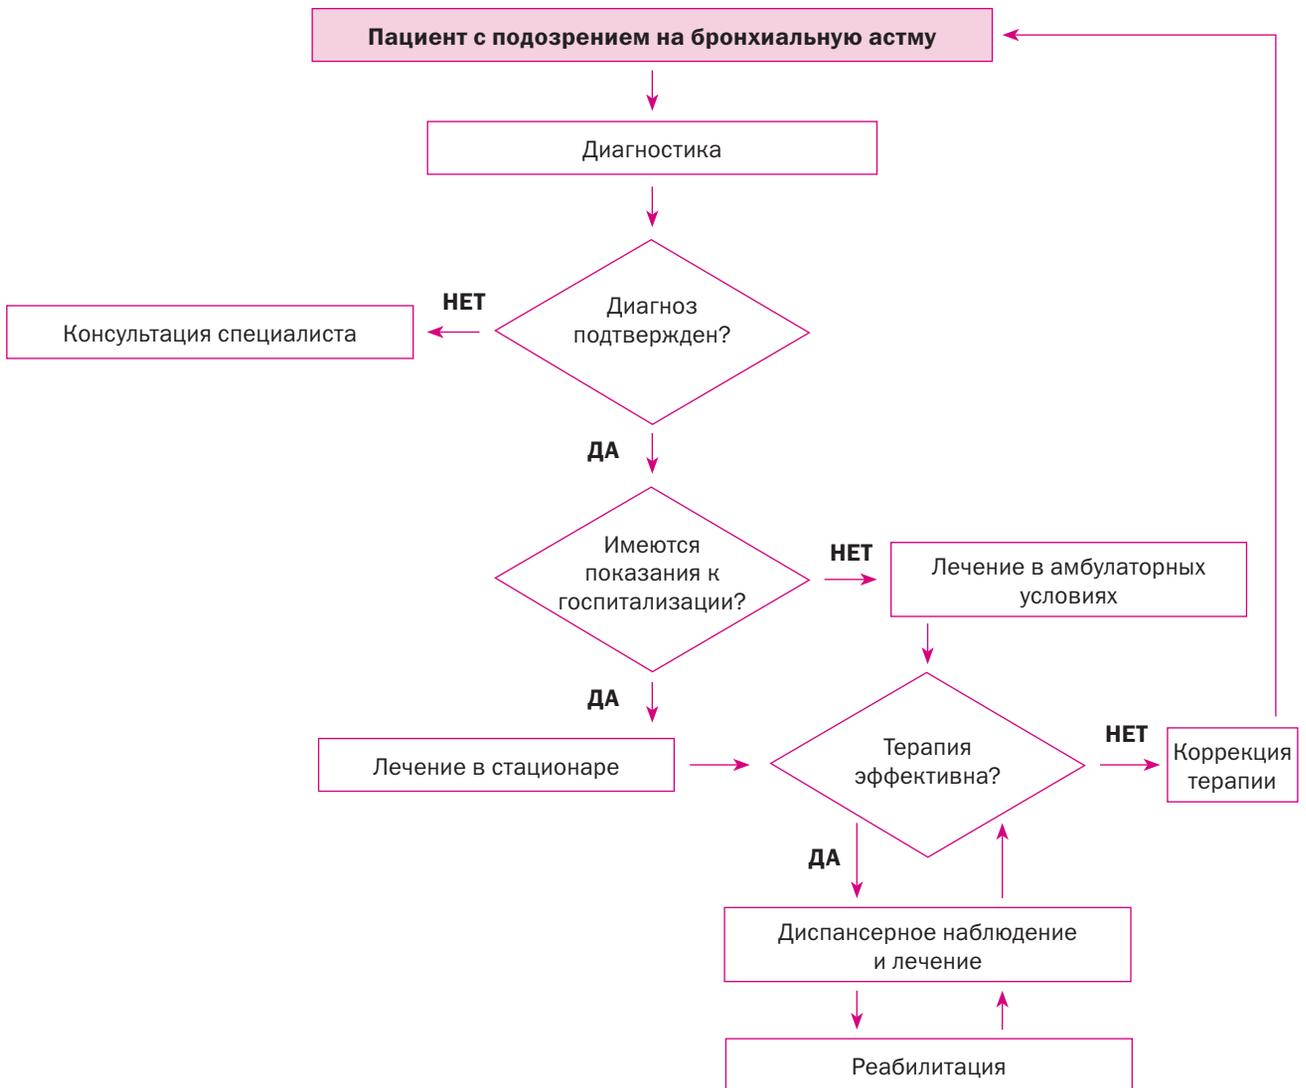 Пациент с подозрением на бронхиальную астму
Диагностика
Диагноз
подтвержден?
НЕТ
Консультация специалиста
ДА
Имеются
показания к
госпитализации?
НЕТ
Лечение в амбулаторных
условиях
ДА
Лечение в стационаре
Терапия
эффективна?
НЕТ
Коррекция
терапии
ДА
Диспансерное наблюдение
и лечение
Реабилитация